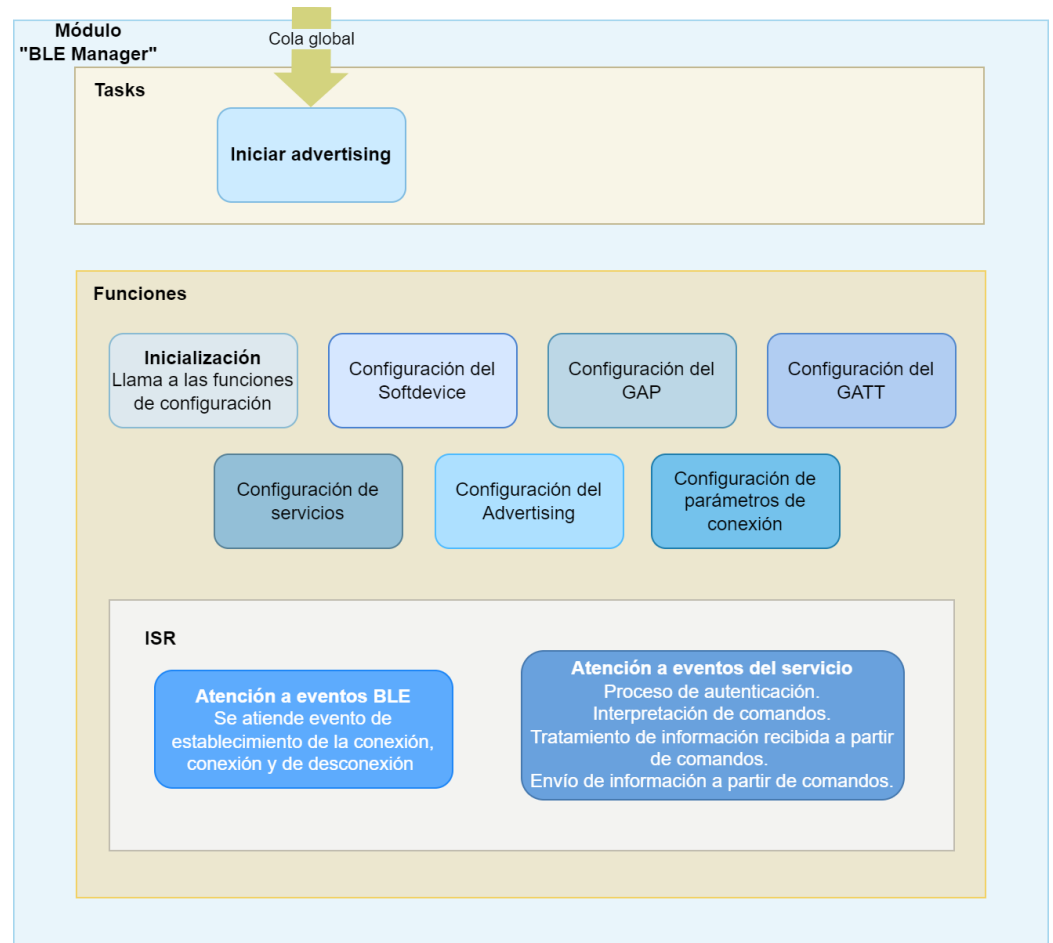 Módulo
"BLE Manager"
Cola global
Tasks
Iniciar advertising
Funciones
Inicialización
Llama a las funciones
de configuración
Configuración del
Softdevice
Configuración del
GAP
Configuración del
GATT
Configuración de
servicios
Configuración del
Advertising
Configuración de
parámetros de
conexión
ISR
Atención a eventos BLE
Se atiende evento de
establecimiento de la conexión,
conexión y de desconexión
Atención a eventos del servicio
Proceso de autenticación.
Interpretación de comandos.
Tratamiento de información recibida a partir
de comandos.
Envío de información a partir de comandos.